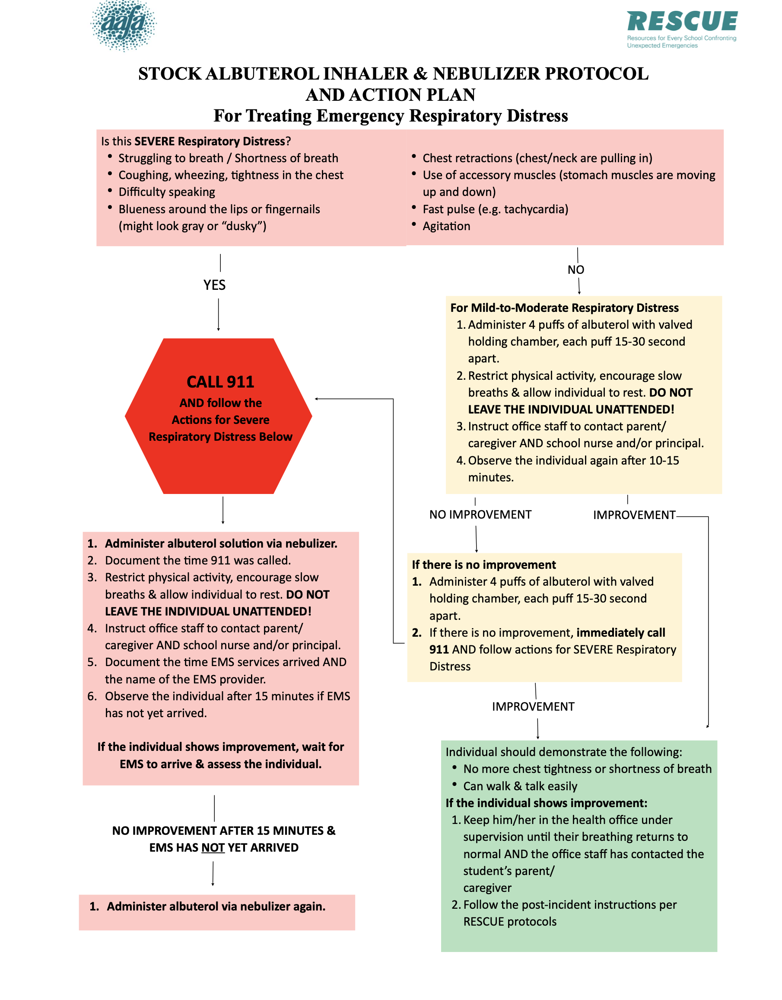 aafa
RESCUE
Resources for Every School Confronting
Unexpected Emergencies
STOCK ALBUTEROL INHALER & NEBULIZER PROTOCOL
AND ACTION PLAN
For Treating Emergency Respiratory Distress
Is this SEVERE Respiratory Distress?
• Struggling to breath / Shortness of breath
• Coughing, wheezing, tightness in the chest
• Difficulty speaking
• Blueness around the lips or fingernails
(might look gray or “dusky”)
• Chest retractions (chest/neck are pulling in)
• Use of accessory muscles (stomach muscles are moving
up and down)
• Fast pulse (e.g. tachycardia)
• Agitation
YES
NO
CALL 911
AND follow the
Actions for Severe
Respiratory Distress Below
For Mild-to-Moderate Respiratory Distress
1. Administer 4 puffs of albuterol with valved
holding chamber, each puff 15-30 second
apart.
2. Restrict physical activity, encourage slow
breaths & allow individual to rest. DO NOT
LEAVE THE INDIVIDUAL UNATTENDED!
3. Instruct office staff to contact parent/
caregiver AND school nurse and/or principal.
4. Observe the individual again after 10-15
minutes.
NO IMPROVEMENT
IMPROVEMENT
1. Administer albuterol solution via nebulizer.
2. Document the time 911 was called.
3. Restrict physical activity, encourage slow
breaths & allow individual to rest. DO NOT
LEAVE THE INDIVIDUAL UNATTENDED!
4. Instruct office staff to contact parent/
caregiver AND school nurse and/or principal.
5. Document the time EMS services arrived AND
the name of the EMS provider.
6. Observe the individual after 15 minutes if EMS
has not yet arrived.
If the individual shows improvement, wait for
EMS to arrive & assess the individual.
If there is no improvement
1. Administer 4 puffs of albuterol with valved
holding chamber, each puff 15-30 second
apart.
2. If there is no improvement, immediately call
911 AND follow actions for SEVERE Respiratory
Distress
IMPROVEMENT
NO IMPROVEMENT AFTER 15 MINUTES &
EMS HAS NOT YET ARRIVED
1. Administer albuterol via nebulizer again.
Individual should demonstrate the following:
• No more chest tightness or shortness of breath
• Can walk & talk easily
If the individual shows improvement:
1. Keep him/her in the health office under
supervision until their breathing returns to
normal AND the office staff has contacted the
student’s parent/
caregiver
2. Follow the post-incident instructions per
RESCUE protocols